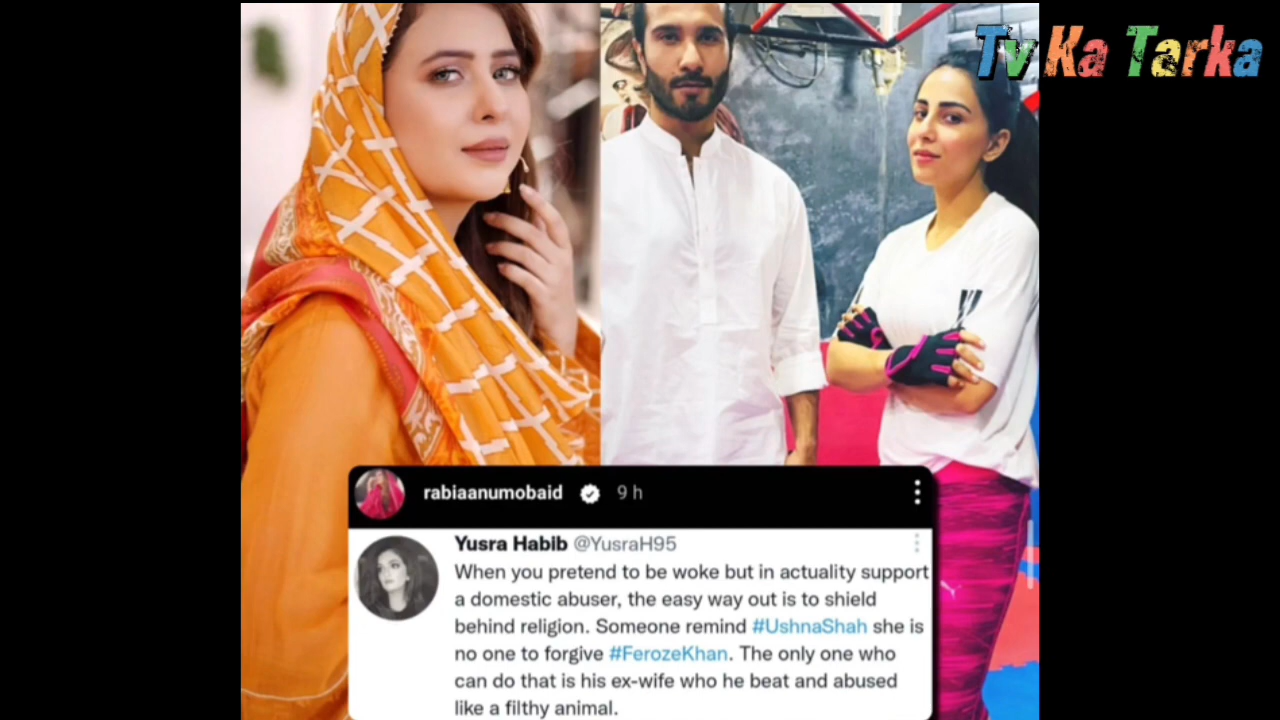 Tv Ka Tarka
rabiaanumobaid 9 h
Yusra Habib @YusraH95
When you pretend to be woke but in actuality support
a domestic abuser, the easy way out is to shield
behind religion. Someone remind #UshnaShah she is
no one to forgive #FerozeKhan. The only one who
can do that is his ex-wife who he beat and abused
like a filthy animal.